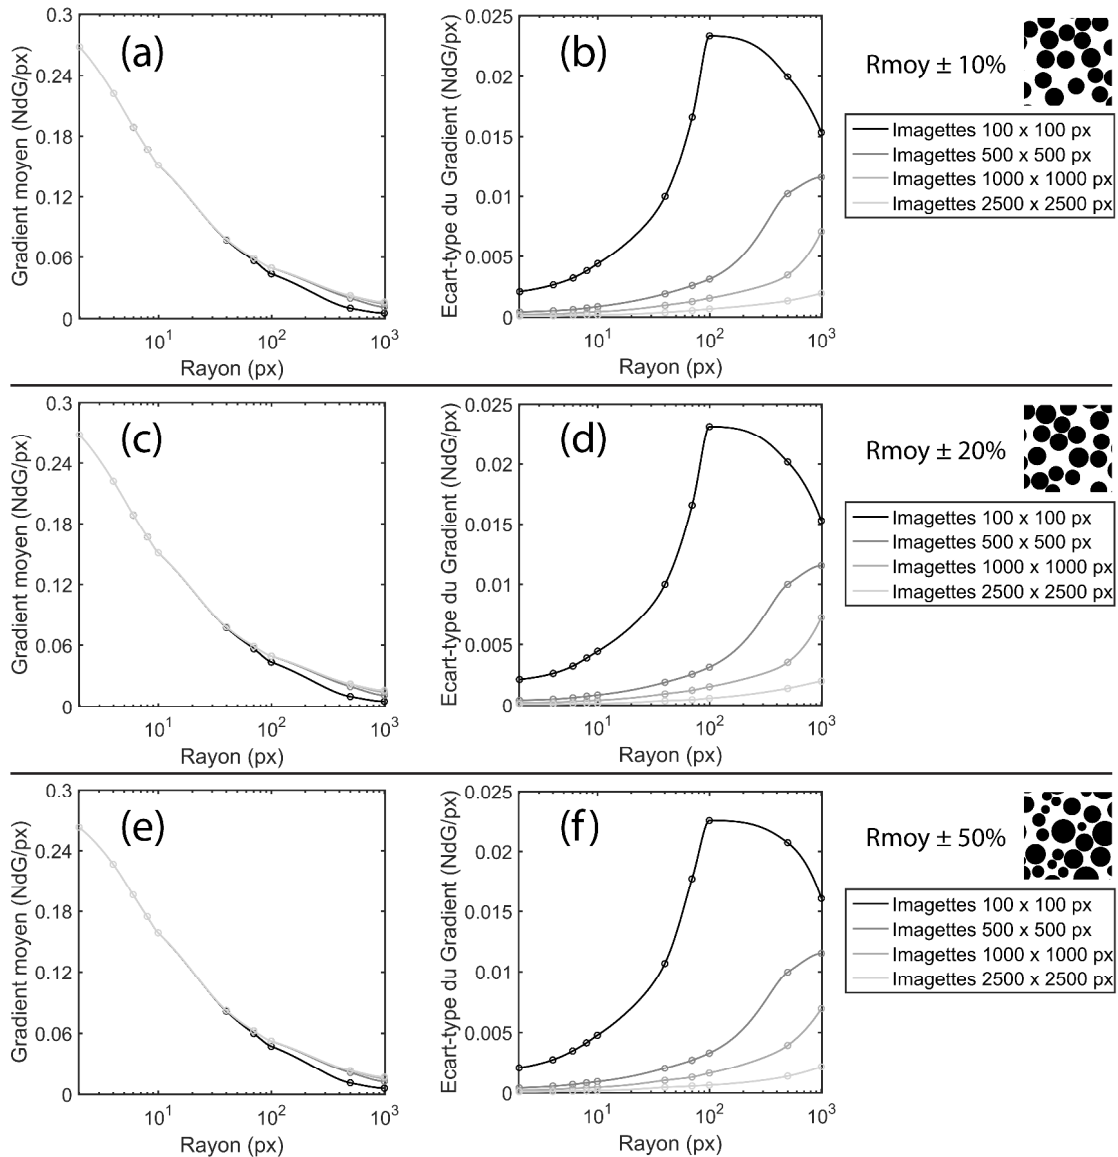 (a)
Gradient moyen (NdG/px)
0.3
0.24
0.18
0.12
0.06
0
10^1
10^2
10^3
Rayon (px)
(b)
Ecart-type du Gradient (NdG/px)
0.025
0.02
0.015
0.01
0.005
0
10^1
10^2
10^3
Rayon (px)
Rmoy ± 10%
Imagettes 100 x 100 px
Imagettes 500 x 500 px
Imagettes 1000 x 1000 px
Imagettes 2500 x 2500 px
(c)
Gradient moyen (NdG/px)
0.3
0.24
0.18
0.12
0.06
0
10^1
10^2
10^3
Rayon (px)
(d)
Ecart-type du Gradient (NdG/px)
0.025
0.02
0.015
0.01
0.005
0
10^1
10^2
10^3
Rayon (px)
Rmoy ± 20%
Imagettes 100 x 100 px
Imagettes 500 x 500 px
Imagettes 1000 x 1000 px
Imagettes 2500 x 2500 px
(e)
Gradient moyen (NdG/px)
0.3
0.24
0.18
0.12
0.06
0
10^1
10^2
10^3
Rayon (px)
(f)
Ecart-type du Gradient (NdG/px)
0.025
0.02
0.015
0.01
0.005
0
10^1
10^2
10^3
Rayon (px)
Rmoy ± 50%
Imagettes 100 x 100 px
Imagettes 500 x 500 px
Imagettes 1000 x 1000 px
Imagettes 2500 x 2500 px